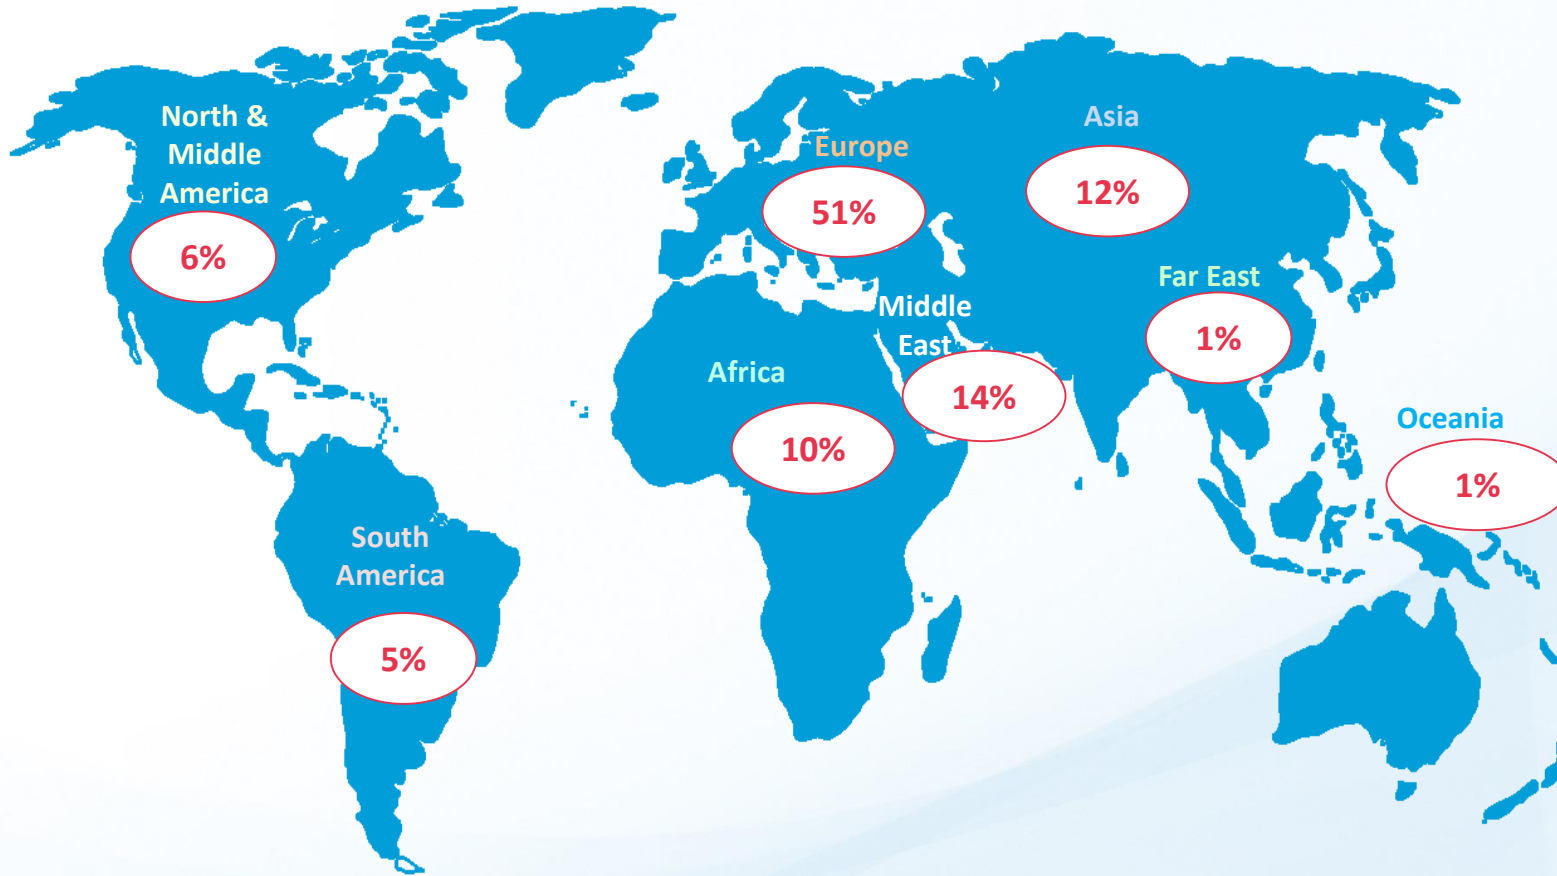 North &
Middle
America
6%
South
America
5%
Europe
51%
Africa
10%
Middle
East
14%
Asia
12%
Far East
1%
Oceania
1%